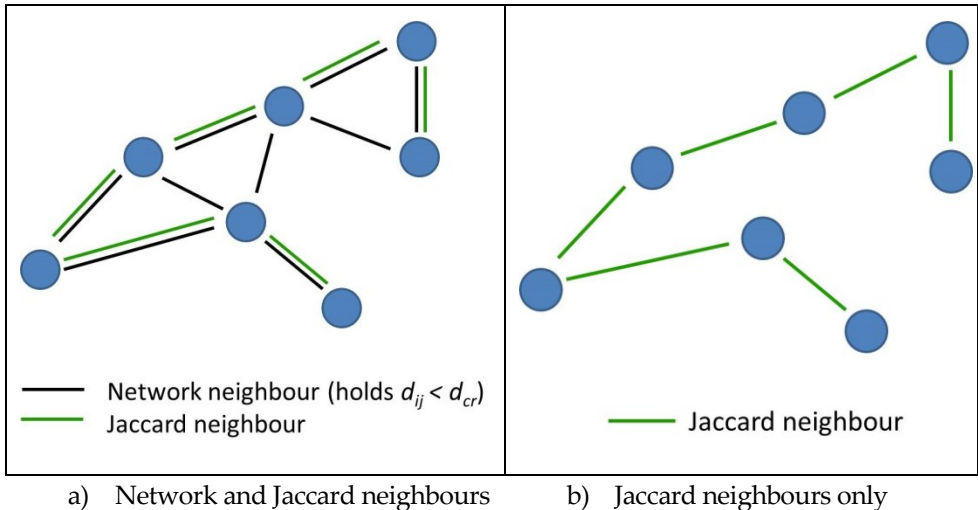 Network neighbour (holds dij < dcr)
Jaccard neighbour
Jaccard neighbour
a) Network and Jaccard neighbours
b) Jaccard neighbours only